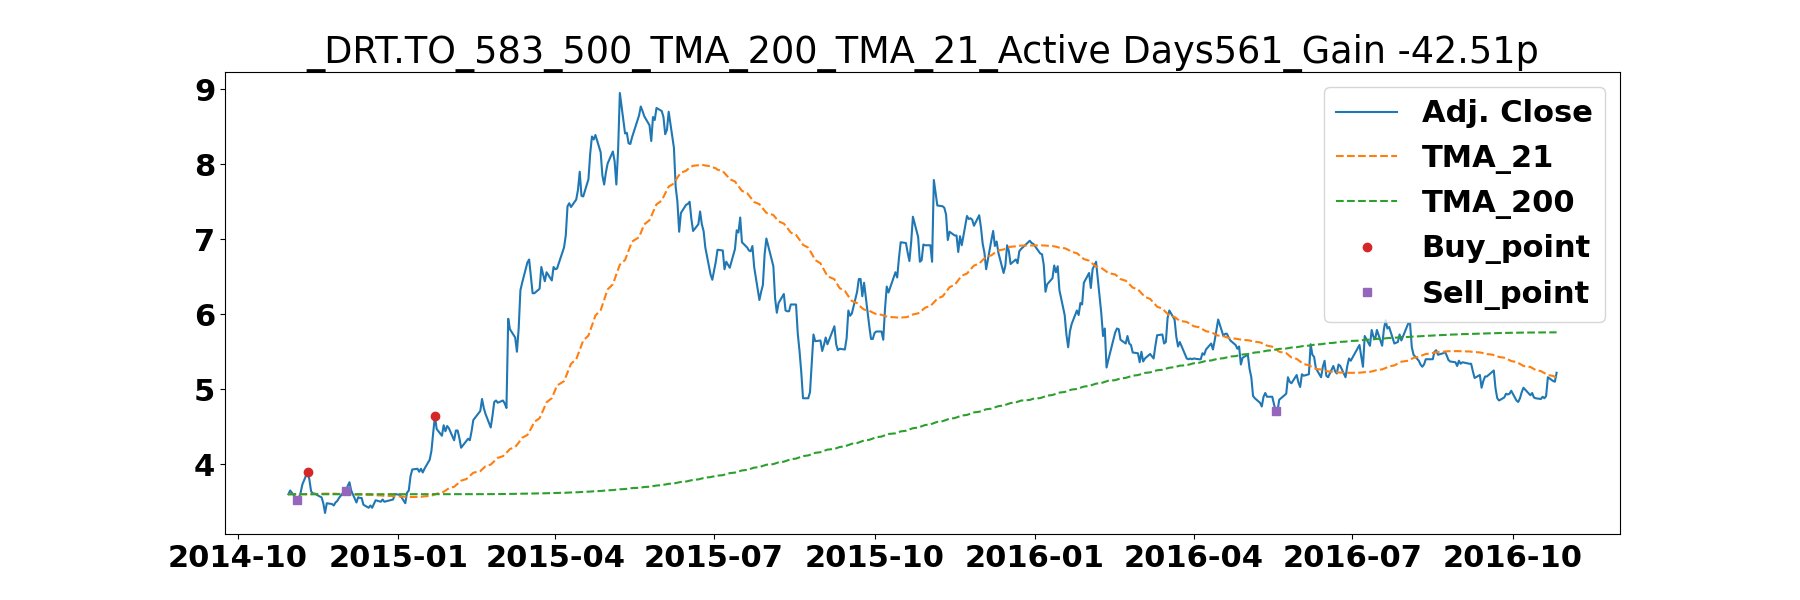 _DRT.TO_583_500_TMA_200_TMA_21_Active Days561_Gain -42.51p
9
8
7
6
5
4
Adj. Close
TMA_21
TMA_200
Buy_point
Sell_point
2014-10 2015-01 2015-04 2015-07 2015-10 2016-01 2016-04 2016-07 2016-10